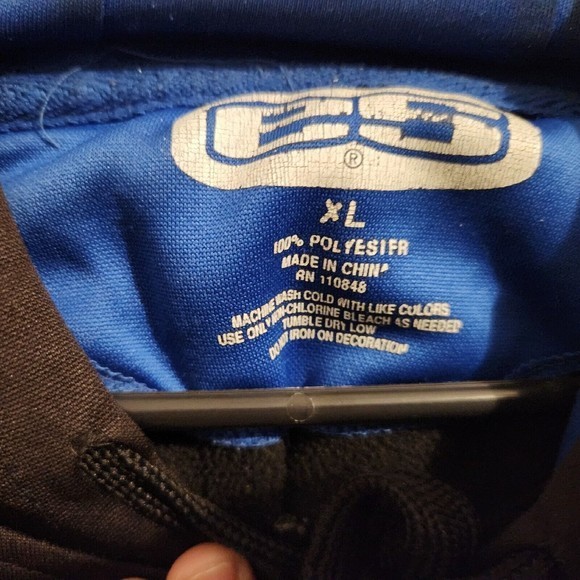 ®
XL
100% POLYESTER
MADE IN CHINA
RN 110848
MACHINE WASH COLD WITH LIKE COLORS
USE ONLY NON-CHLORINE BLEACH AS NEEDED
TUMBLE DRY LOW
DO NOT IRON ON DECORATION